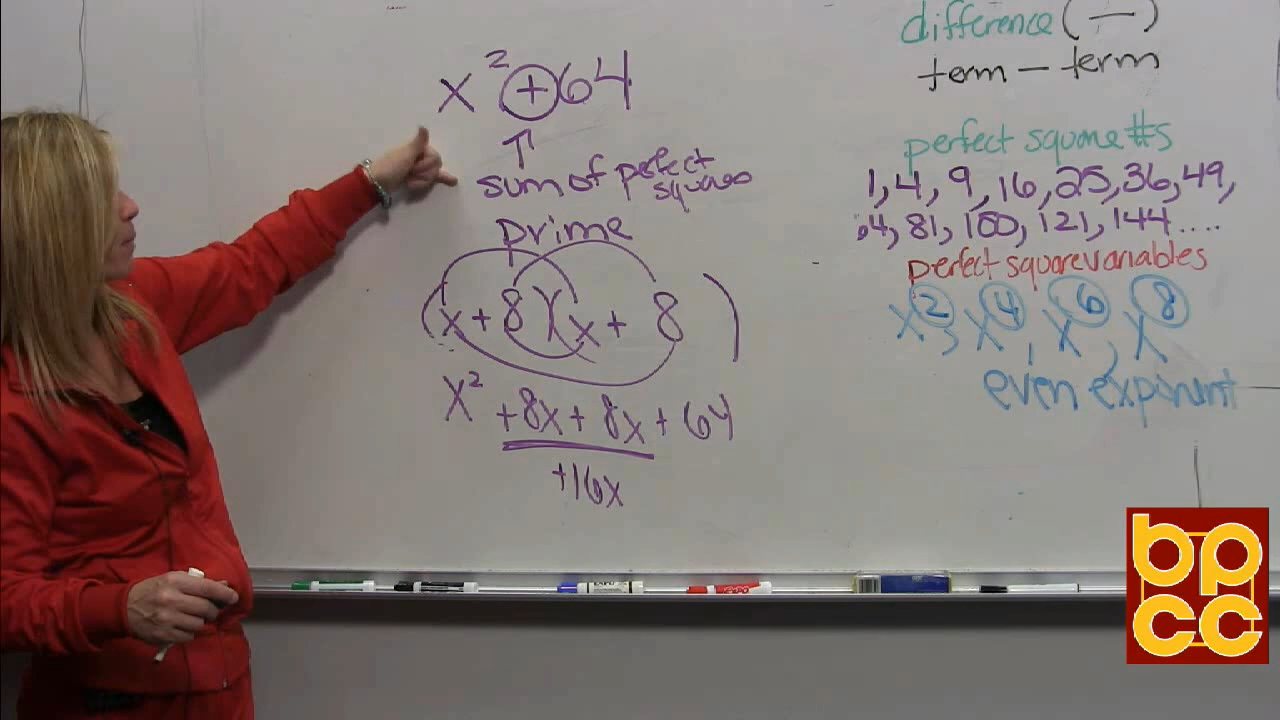 x² + 64
↑
sum of perfect
squares
prime
(x + 8)(x + 8)
x² + 8x + 8x + 64
+16x
difference (—)
term — term
perfect square #s
1, 4, 9, 16, 25, 36, 49,
64, 81, 100, 121, 144....
perfect square variables
x², x⁴, x⁶, x⁸
even exponent
EXPO
bp
cc